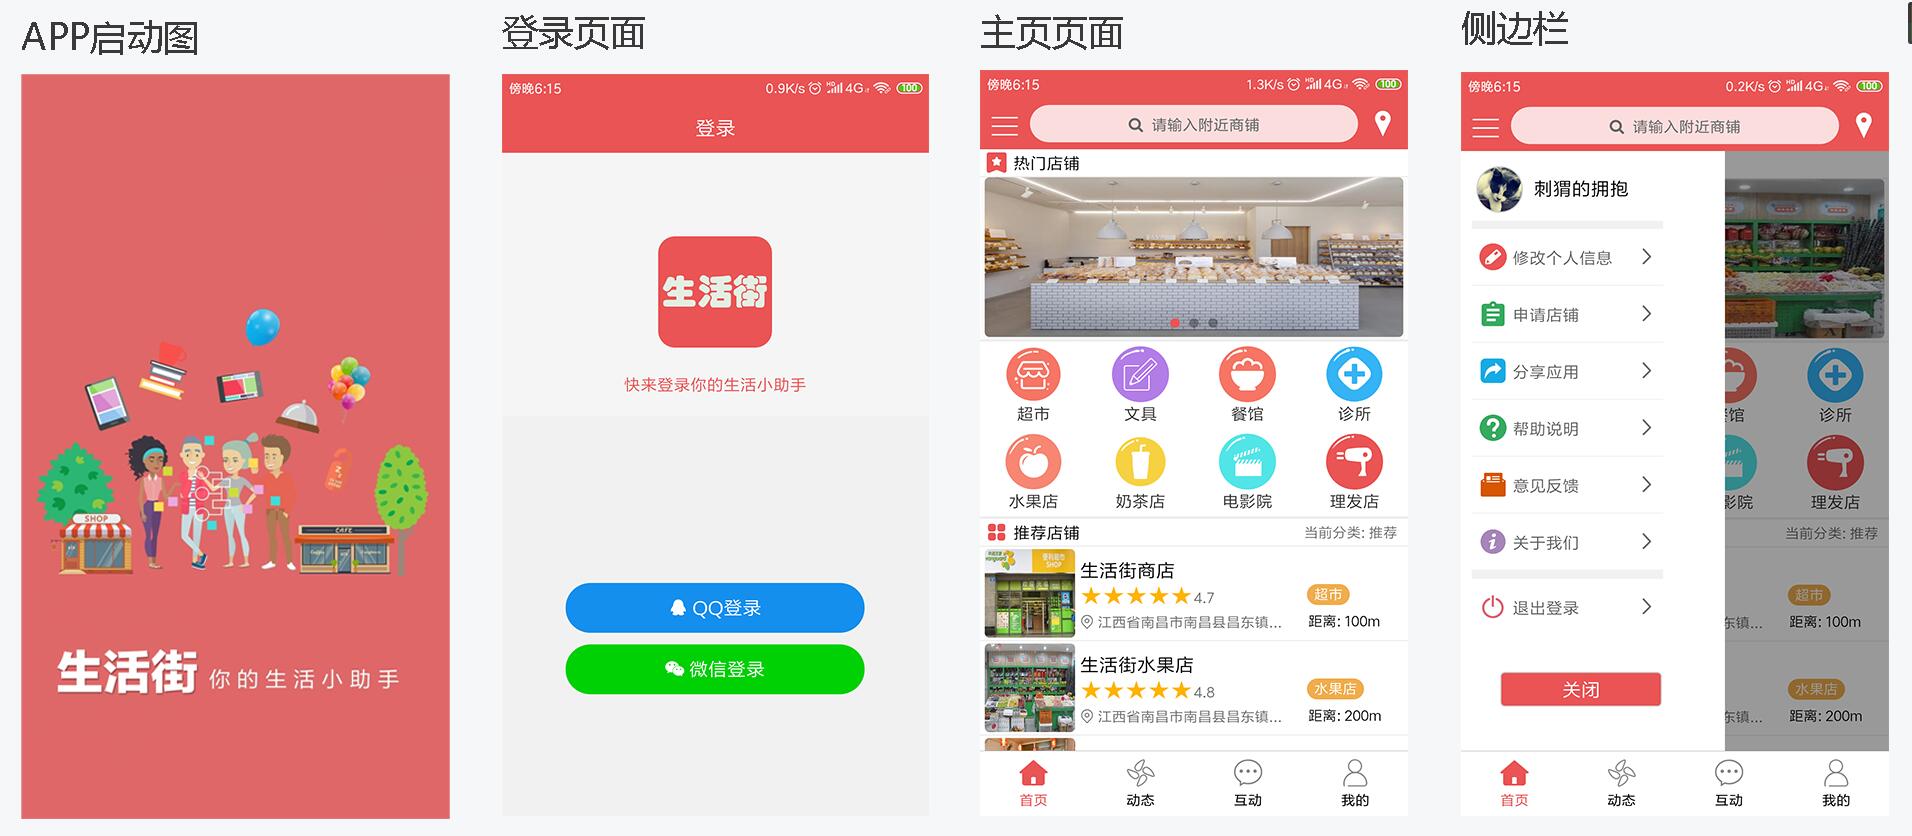 APP启动图
SHOP
CAFE
生活街 你的生活小助手
登录页面
傍晚6:15
0.9K/s HD 4G 100
登录
生活街
快来登录你的生活小助手
QQ登录
微信登录
主页页面
傍晚6:15
1.3K/s HD 4G 100
请输入附近商铺
热门店铺
超市 文具 餐馆 诊所
水果店 奶茶店 电影院 理发店
推荐店铺 当前分类: 推荐
便利超市
SHOP
生活街商店
4.7 超市
江西省南昌市南昌县昌东镇... 距离: 100m
生活街水果店
4.8 水果店
江西省南昌市南昌县昌东镇... 距离: 200m
首页 动态 互动 我的
侧边栏
傍晚6:15
0.2K/s HD 4G 100
请输入附近商铺
刺猬的拥抱
修改个人信息
申请店铺
分享应用
帮助说明
意见反馈
关于我们
退出登录
关闭
馆 诊所
影院 理发店
当前分类: 推荐
超市
东镇... 距离: 100m
水果店
东镇... 距离: 200m
首页 动态 互动 我的